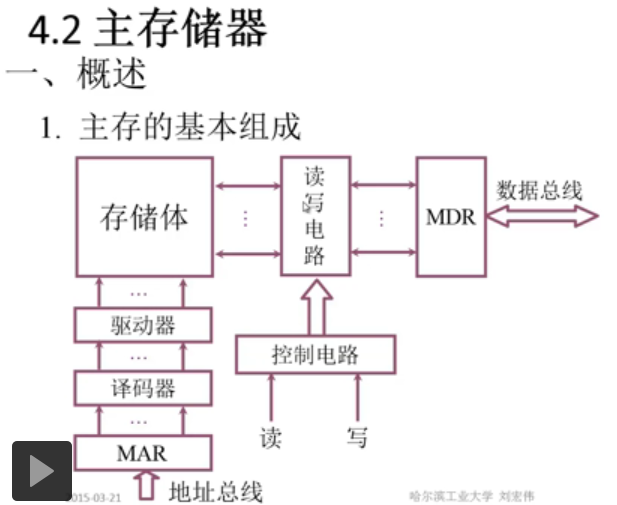 4.2 主存储器
一、概述
1. 主存的基本组成
存储体
读写电路
MDR
数据总线
驱动器
控制电路
译码器
读
写
MAR
地址总线
2015-03-21
哈尔滨工业大学 刘宏伟